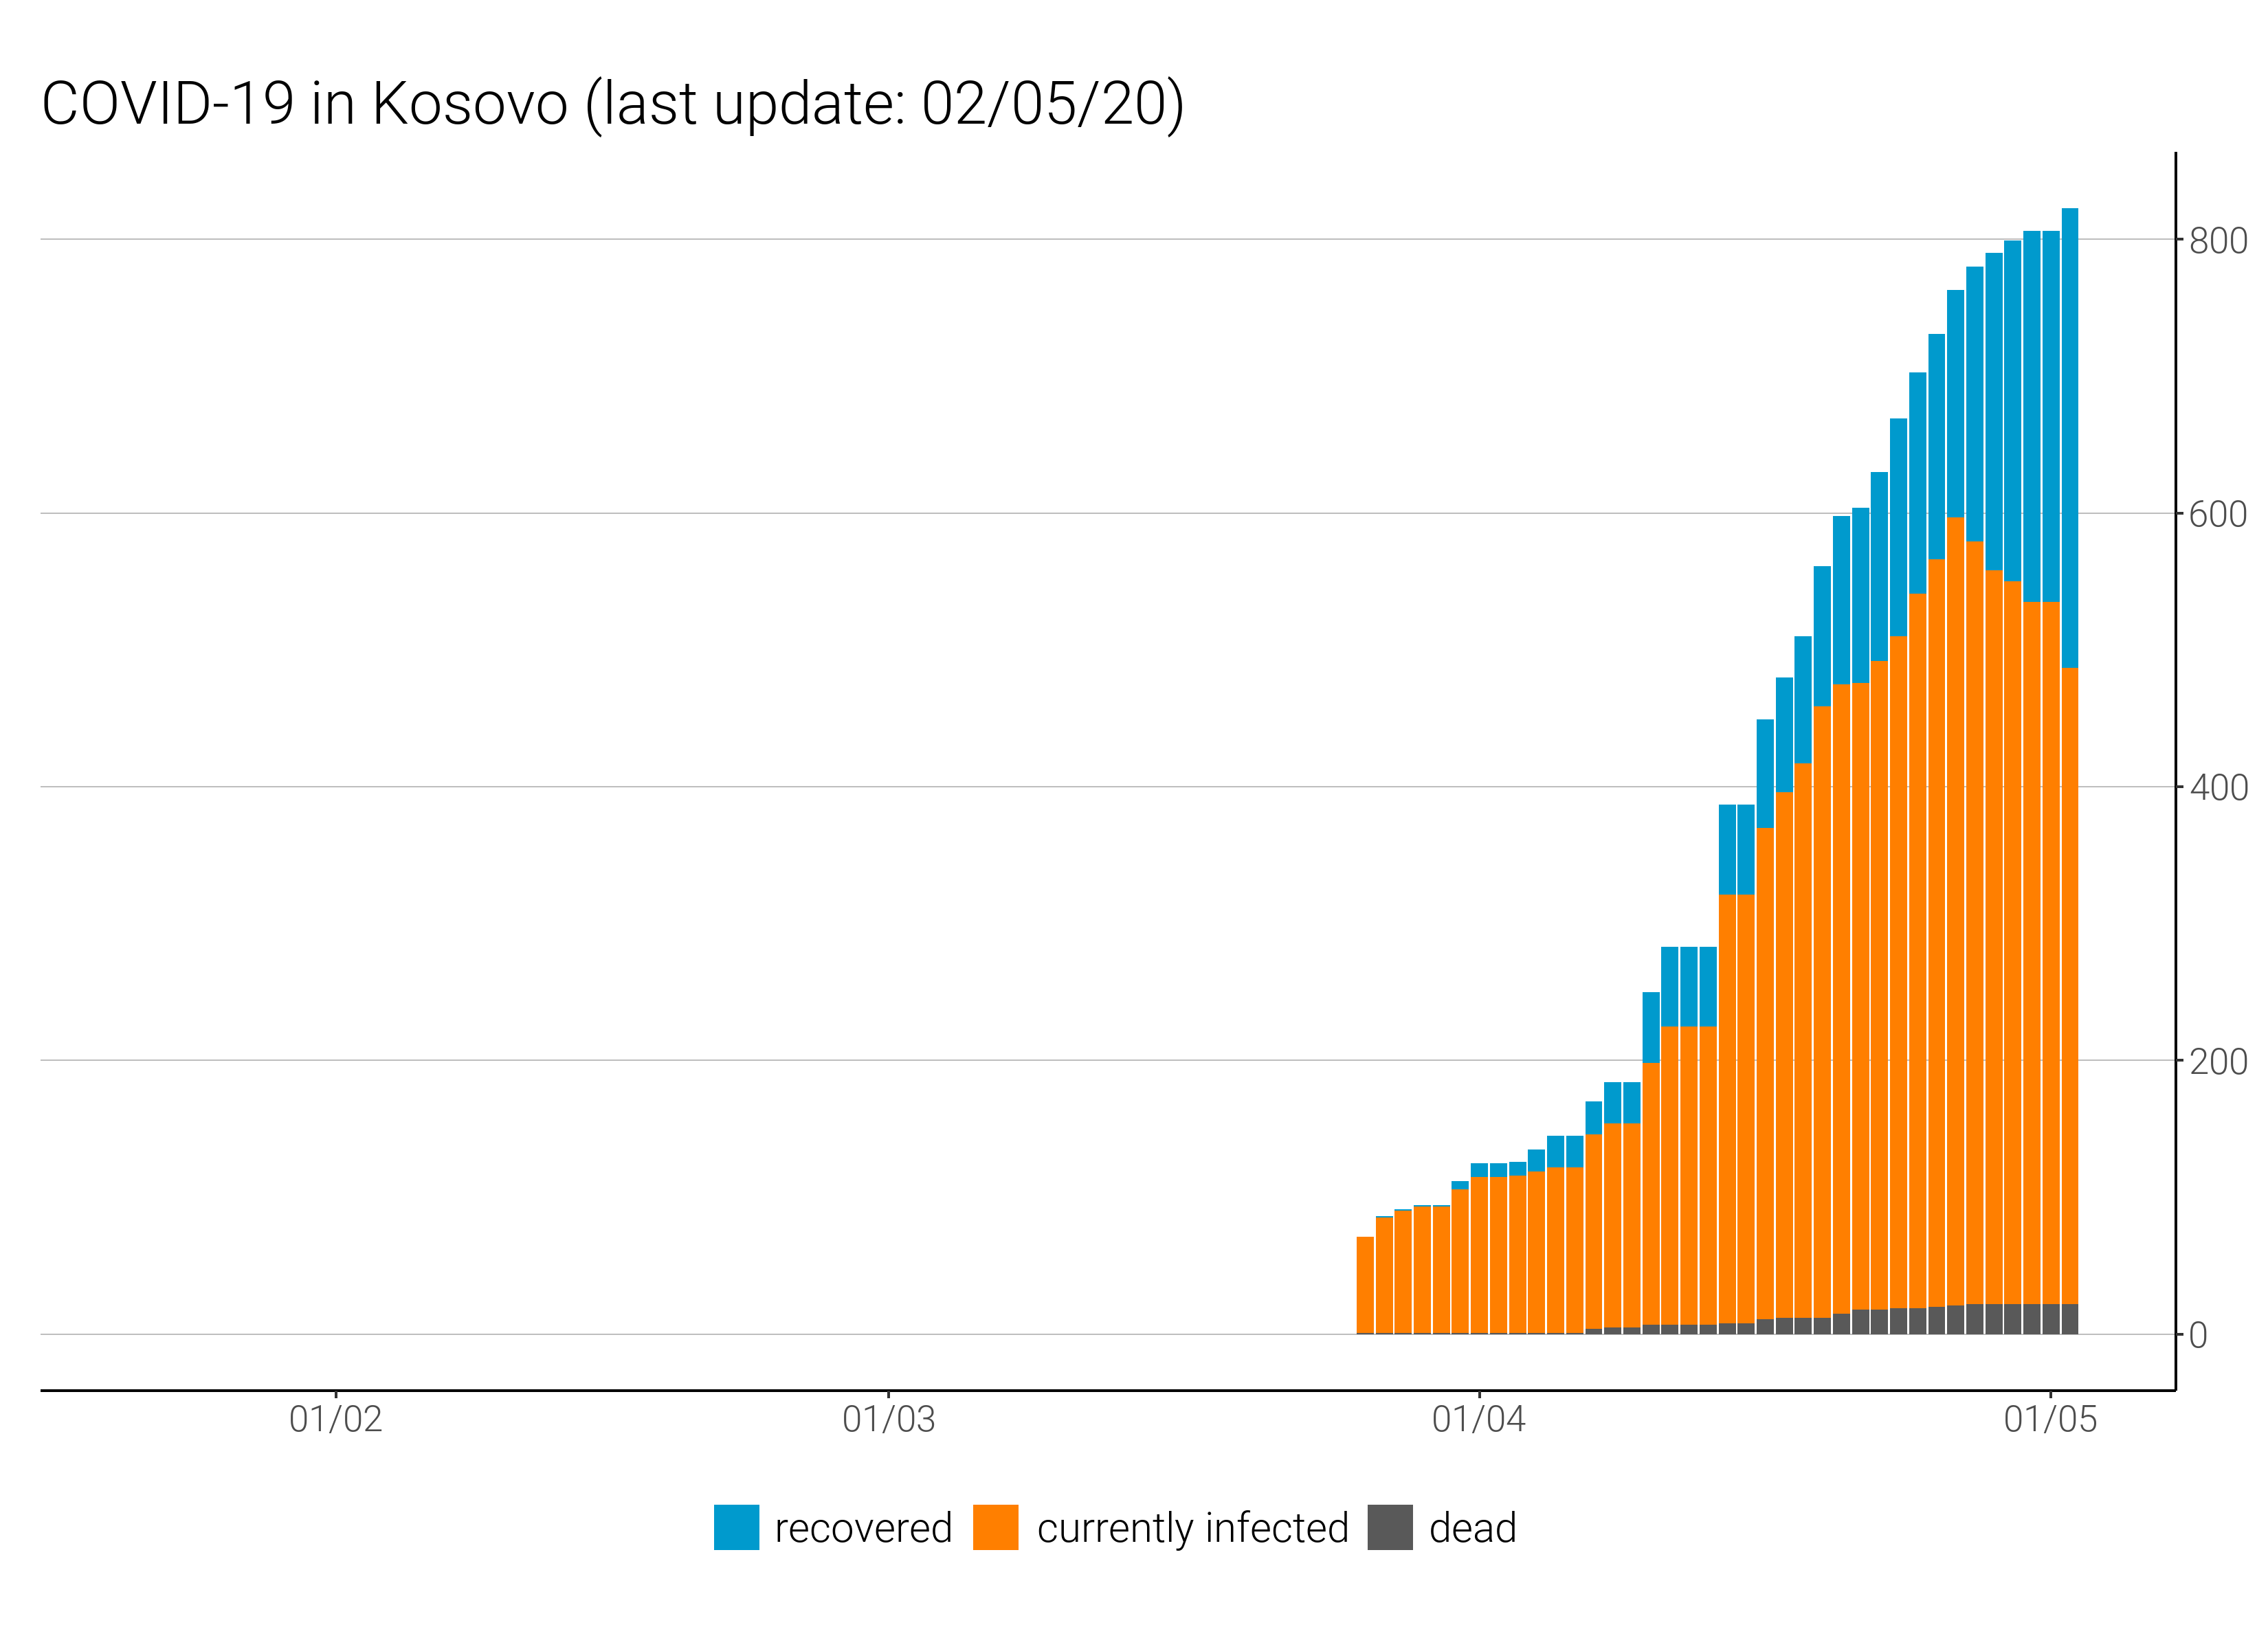 COVID-19 in Kosovo (last update: 02/05/20)
800
600
400
200
0
01/02 01/03 01/04 01/05
recovered currently infected dead